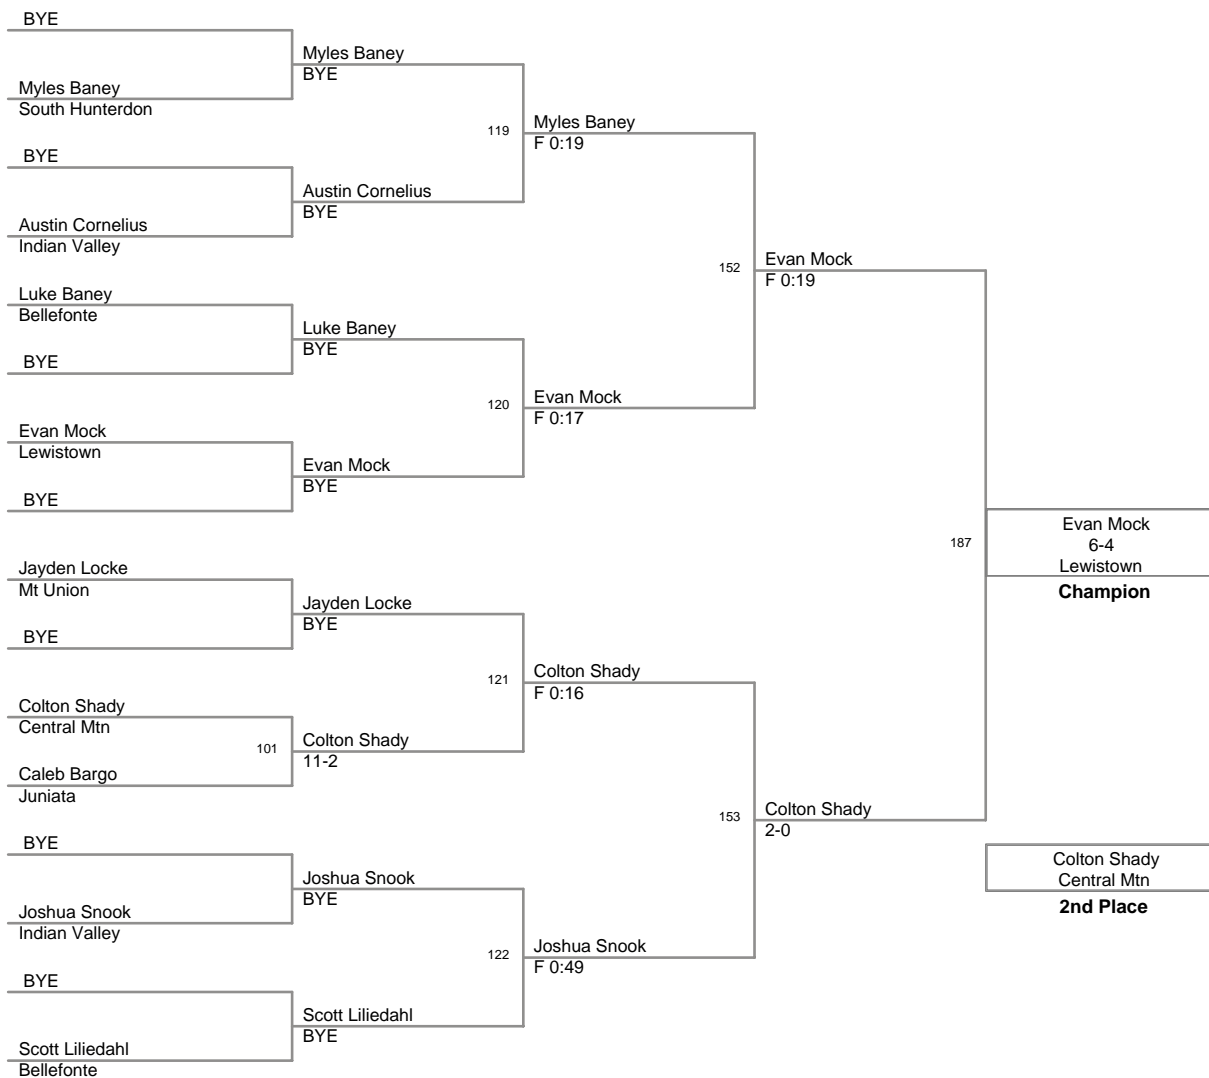 BYE
Myles Baney
BYE
Myles Baney
South Hunterdon
119
Myles Baney
F 0:19
BYE
Austin Cornelius
BYE
Austin Cornelius
Indian Valley
152
Evan Mock
F 0:19
Luke Baney
Bellefonte
Luke Baney
BYE
BYE
120
Evan Mock
F 0:17
Evan Mock
Lewistown
Evan Mock
BYE
BYE
187
Evan Mock
6-4
Lewistown
Champion
Jayden Locke
Mt Union
Jayden Locke
BYE
BYE
121
Colton Shady
F 0:16
Colton Shady
Central Mtn
101
Colton Shady
11-2
Caleb Bargo
Juniata
153
Colton Shady
2-0
BYE
Joshua Snook
BYE
Joshua Snook
Indian Valley
Colton Shady
Central Mtn
2nd Place
122
Joshua Snook
F 0:49
BYE
Scott Liliedahl
BYE
Scott Liliedahl
Bellefonte